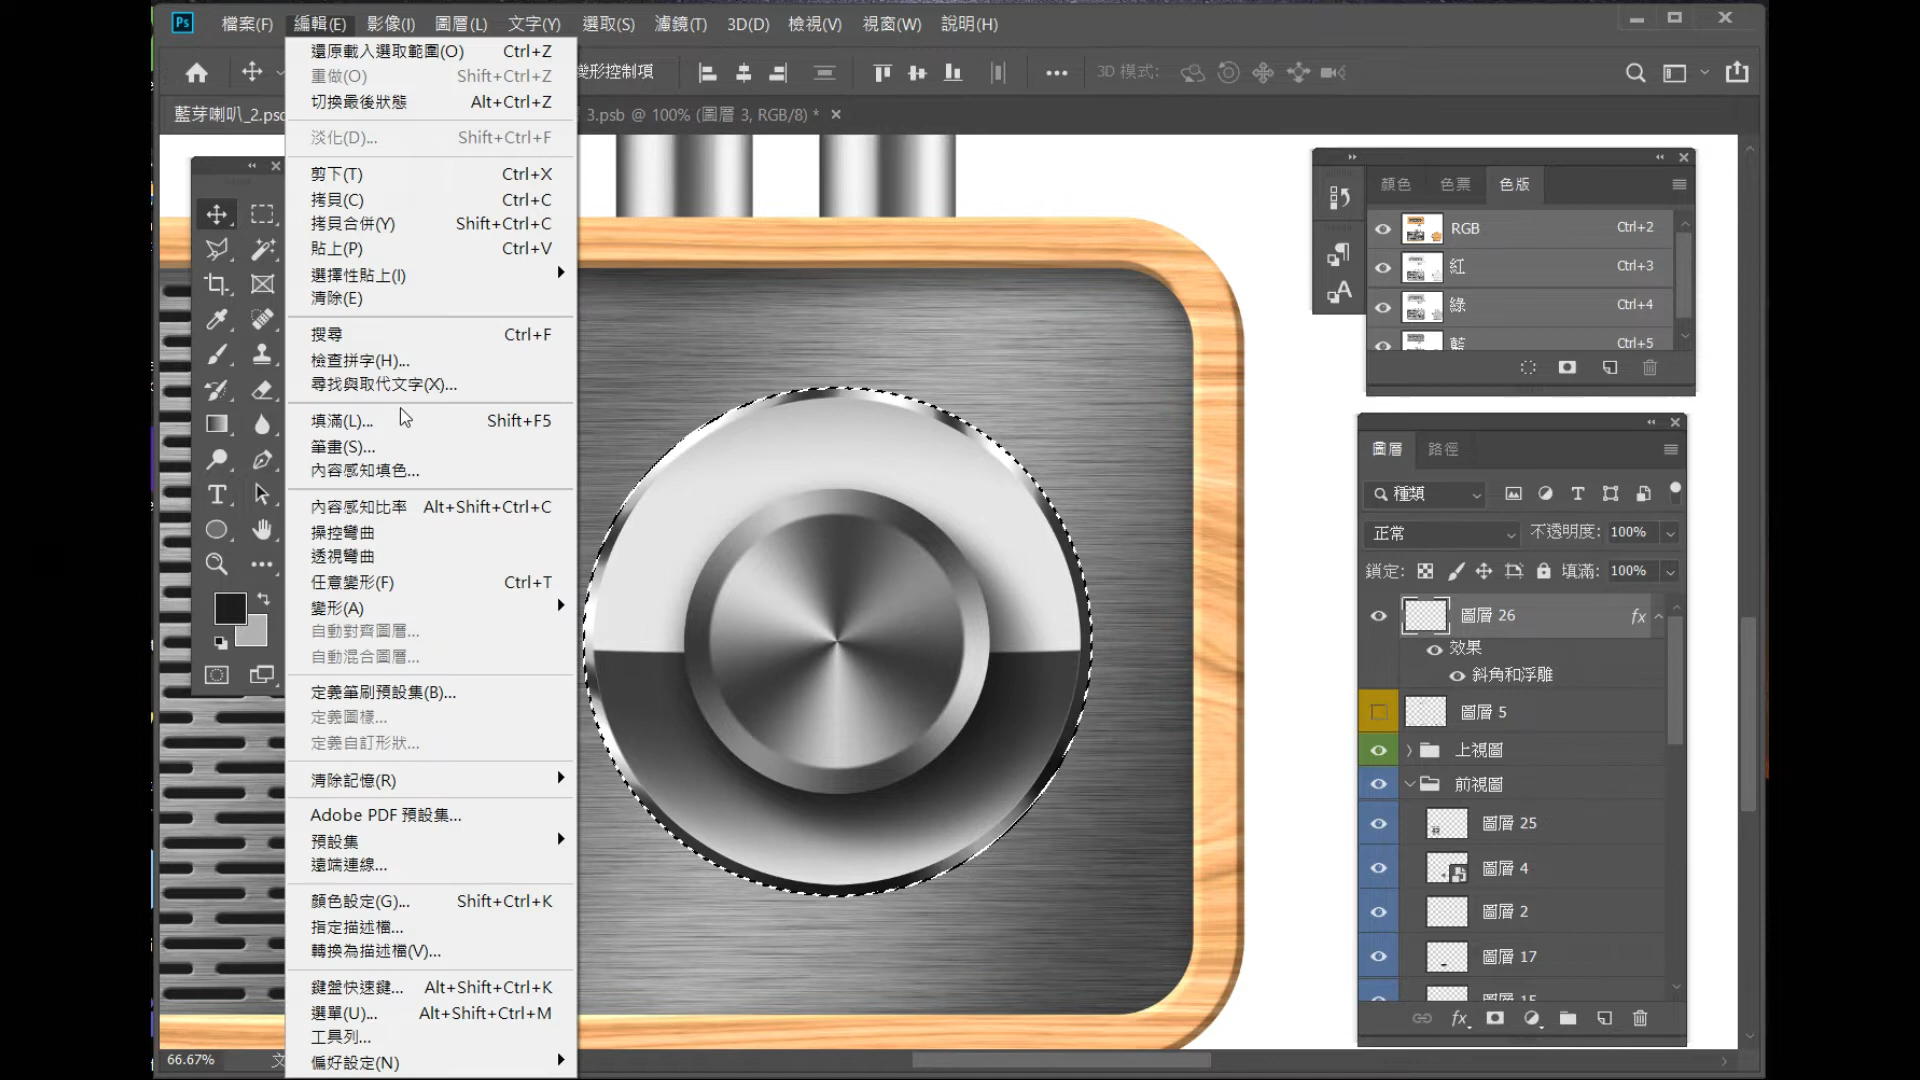 Ps 檔案(F) 編輯(E) 影像(I) 圖層(L) 文字(Y) 選取(S) 濾鏡(T) 3D(D) 檢視(V) 視窗(W) 說明(H)
變形控制項 3D 模式:
藍芽喇叭_2.psd 3.psb @ 100% (圖層 3, RGB/8) *
還原載入選取範圍(O) Ctrl+Z
重做(O) Shift+Ctrl+Z
切換最後狀態 Alt+Ctrl+Z
淡化(D)... Shift+Ctrl+F
剪下(T) Ctrl+X
拷貝(C) Ctrl+C
拷貝合併(Y) Shift+Ctrl+C
貼上(P) Ctrl+V
選擇性貼上(I)
清除(E)
搜尋 Ctrl+F
檢查拼字(H)...
尋找與取代文字(X)...
填滿(L)... Shift+F5
筆畫(S)...
內容感知填色...
內容感知比率 Alt+Shift+Ctrl+C
操控彎曲
透視彎曲
任意變形(F) Ctrl+T
變形(A)
自動對齊圖層...
自動混合圖層...
定義筆刷預設集(B)...
定義圖樣...
定義自訂形狀...
清除記憶(R)
Adobe PDF 預設集...
預設集
遠端連線...
顏色設定(G)... Shift+Ctrl+K
指定描述檔...
轉換為描述檔(V)...
鍵盤快速鍵... Alt+Shift+Ctrl+K
選單(U)... Alt+Shift+Ctrl+M
工具列...
偏好設定(N)
66.67% 文
顏色 色票 色版
RGB Ctrl+2
紅 Ctrl+3
綠 Ctrl+4
藍 Ctrl+5
圖層 路徑
種類
正常 不透明度: 100%
鎖定: 填滿: 100%
圖層 26 fx
效果
斜角和浮雕
圖層 5
上視圖
前視圖
圖層 25
圖層 4
圖層 2
圖層 17
圖層 15
fx